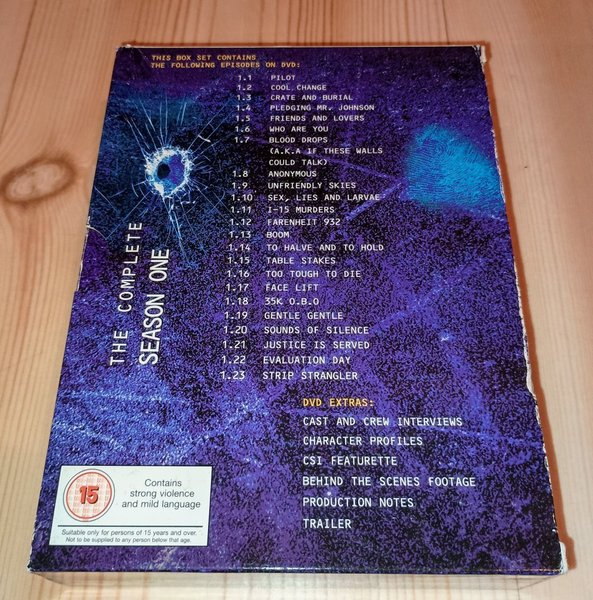 THIS BOX SET CONTAINS
THE FOLLOWING EPISODES ON DVD:
1.1 PILOT
1.2 COOL CHANGE
1.3 CRATE AND BURIAL
1.4 PLEDGING MR. JOHNSON
1.5 FRIENDS AND LOVERS
1.6 WHO ARE YOU
1.7 BLOOD DROPS
(A.K.A IF THESE WALLS
COULD TALK)
1.8 ANONYMOUS
1.9 UNFRIENDLY SKIES
1.10 SEX, LIES AND LARVAE
1.11 I-15 MURDERS
1.12 FARENHEIT 932
1.13 BOOM
1.14 TO HALVE AND TO HOLD
1.15 TABLE STAKES
1.16 TOO TOUGH TO DIE
1.17 FACE LIFT
1.18 35K O.B.O
1.19 GENTLE GENTLE
1.20 SOUNDS OF SILENCE
1.21 JUSTICE IS SERVED
1.22 EVALUATION DAY
1.23 STRIP STRANGLER
THE COMPLETE
SEASON ONE
DVD EXTRAS:
CAST AND CREW INTERVIEWS
CHARACTER PROFILES
CSI FEATURETTE
BEHIND THE SCENES FOOTAGE
PRODUCTION NOTES
TRAILER
15
Contains
strong violence
and mild language
Suitable only for persons of 15 years and over.
Not to be supplied to any person below that age.